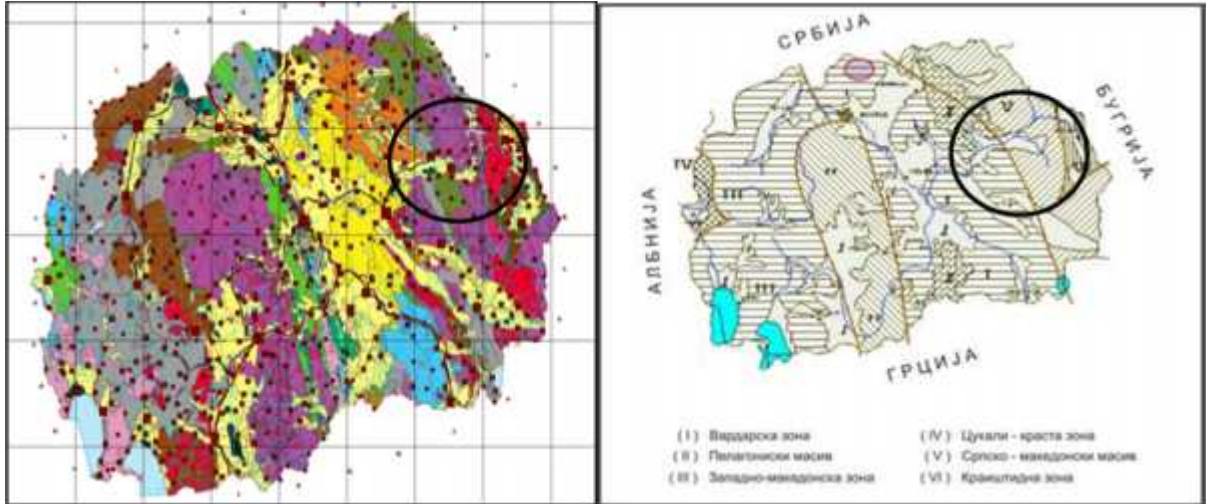 СРБИЈА
БУГРИЈА
АЛБНИЈА
ГРЦИЈА
( I ) Вардарска зона
( II ) Пелагониски масив
( III ) Западно-македонска зона
( IV ) Цукали - краста зона
( V ) Српско - македонски масив
( VI ) Краиштидна зона